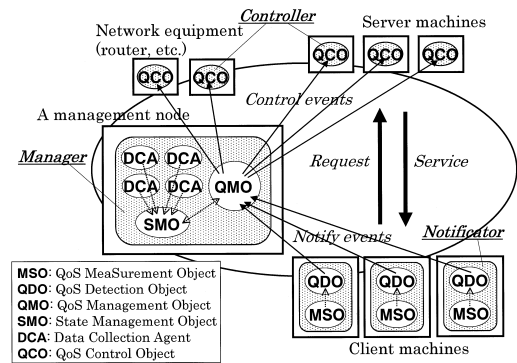 Network equipment
(router, etc.)
Controller
Server machines
QCO QCO QCO QCO QCO
Control events
A management node
Manager
DCA DCA
DCA DCA
QMO
SMO
Request
Service
Notify events
Notificator
QDO QDO QDO
MSO MSO MSO
Client machines
MSO: QoS MeaSurement Object
QDO: QoS Detection Object
QMO: QoS Management Object
SMO: State Management Object
DCA: Data Collection Agent
QCO: QoS Control Object